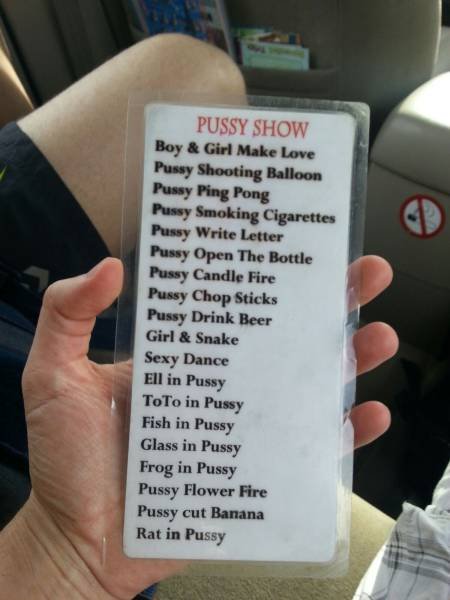 PUSSY SHOW
Boy & Girl Make Love
Pussy Shooting Balloon
Pussy Ping Pong
Pussy Smoking Cigarettes
Pussy Write Letter
Pussy Open The Bottle
Pussy Candle Fire
Pussy Chop Sticks
Pussy Drink Beer
Girl & Snake
Sexy Dance
Ell in Pussy
ToTo in Pussy
Fish in Pussy
Glass in Pussy
Frog in Pussy
Pussy Flower Fire
Pussy cut Banana
Rat in Pussy